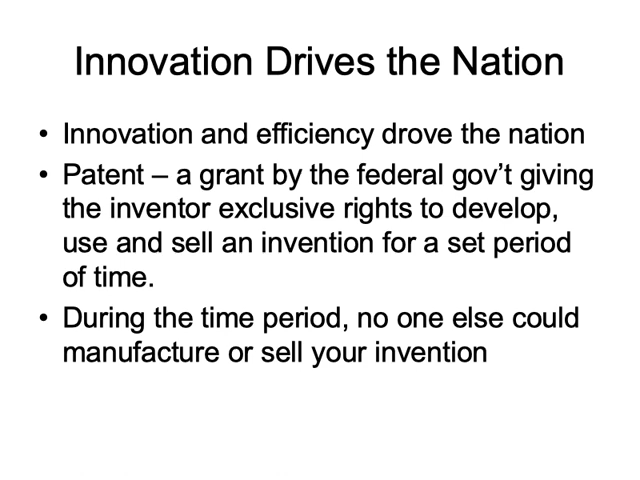 Innovation Drives the Nation
• Innovation and efficiency drove the nation
• Patent – a grant by the federal gov’t giving
the inventor exclusive rights to develop,
use and sell an invention for a set period
of time.
• During the time period, no one else could
manufacture or sell your invention